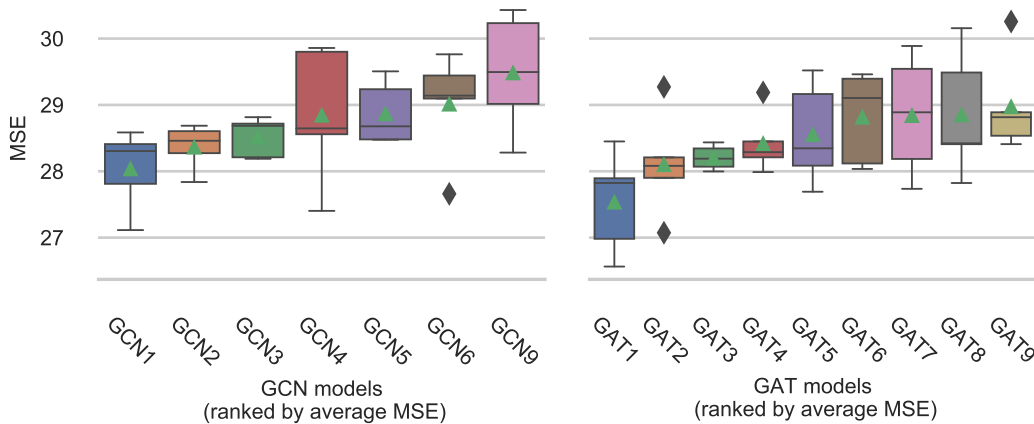 MSE
30
29
28
27
GCN1
GCN2
GCN3
GCN4
GCN5
GCN6
GCN9
GCN models
(ranked by average MSE)
GAT1
GAT2
GAT3
GAT4
GAT5
GAT6
GAT7
GAT8
GAT9
GAT models
(ranked by average MSE)